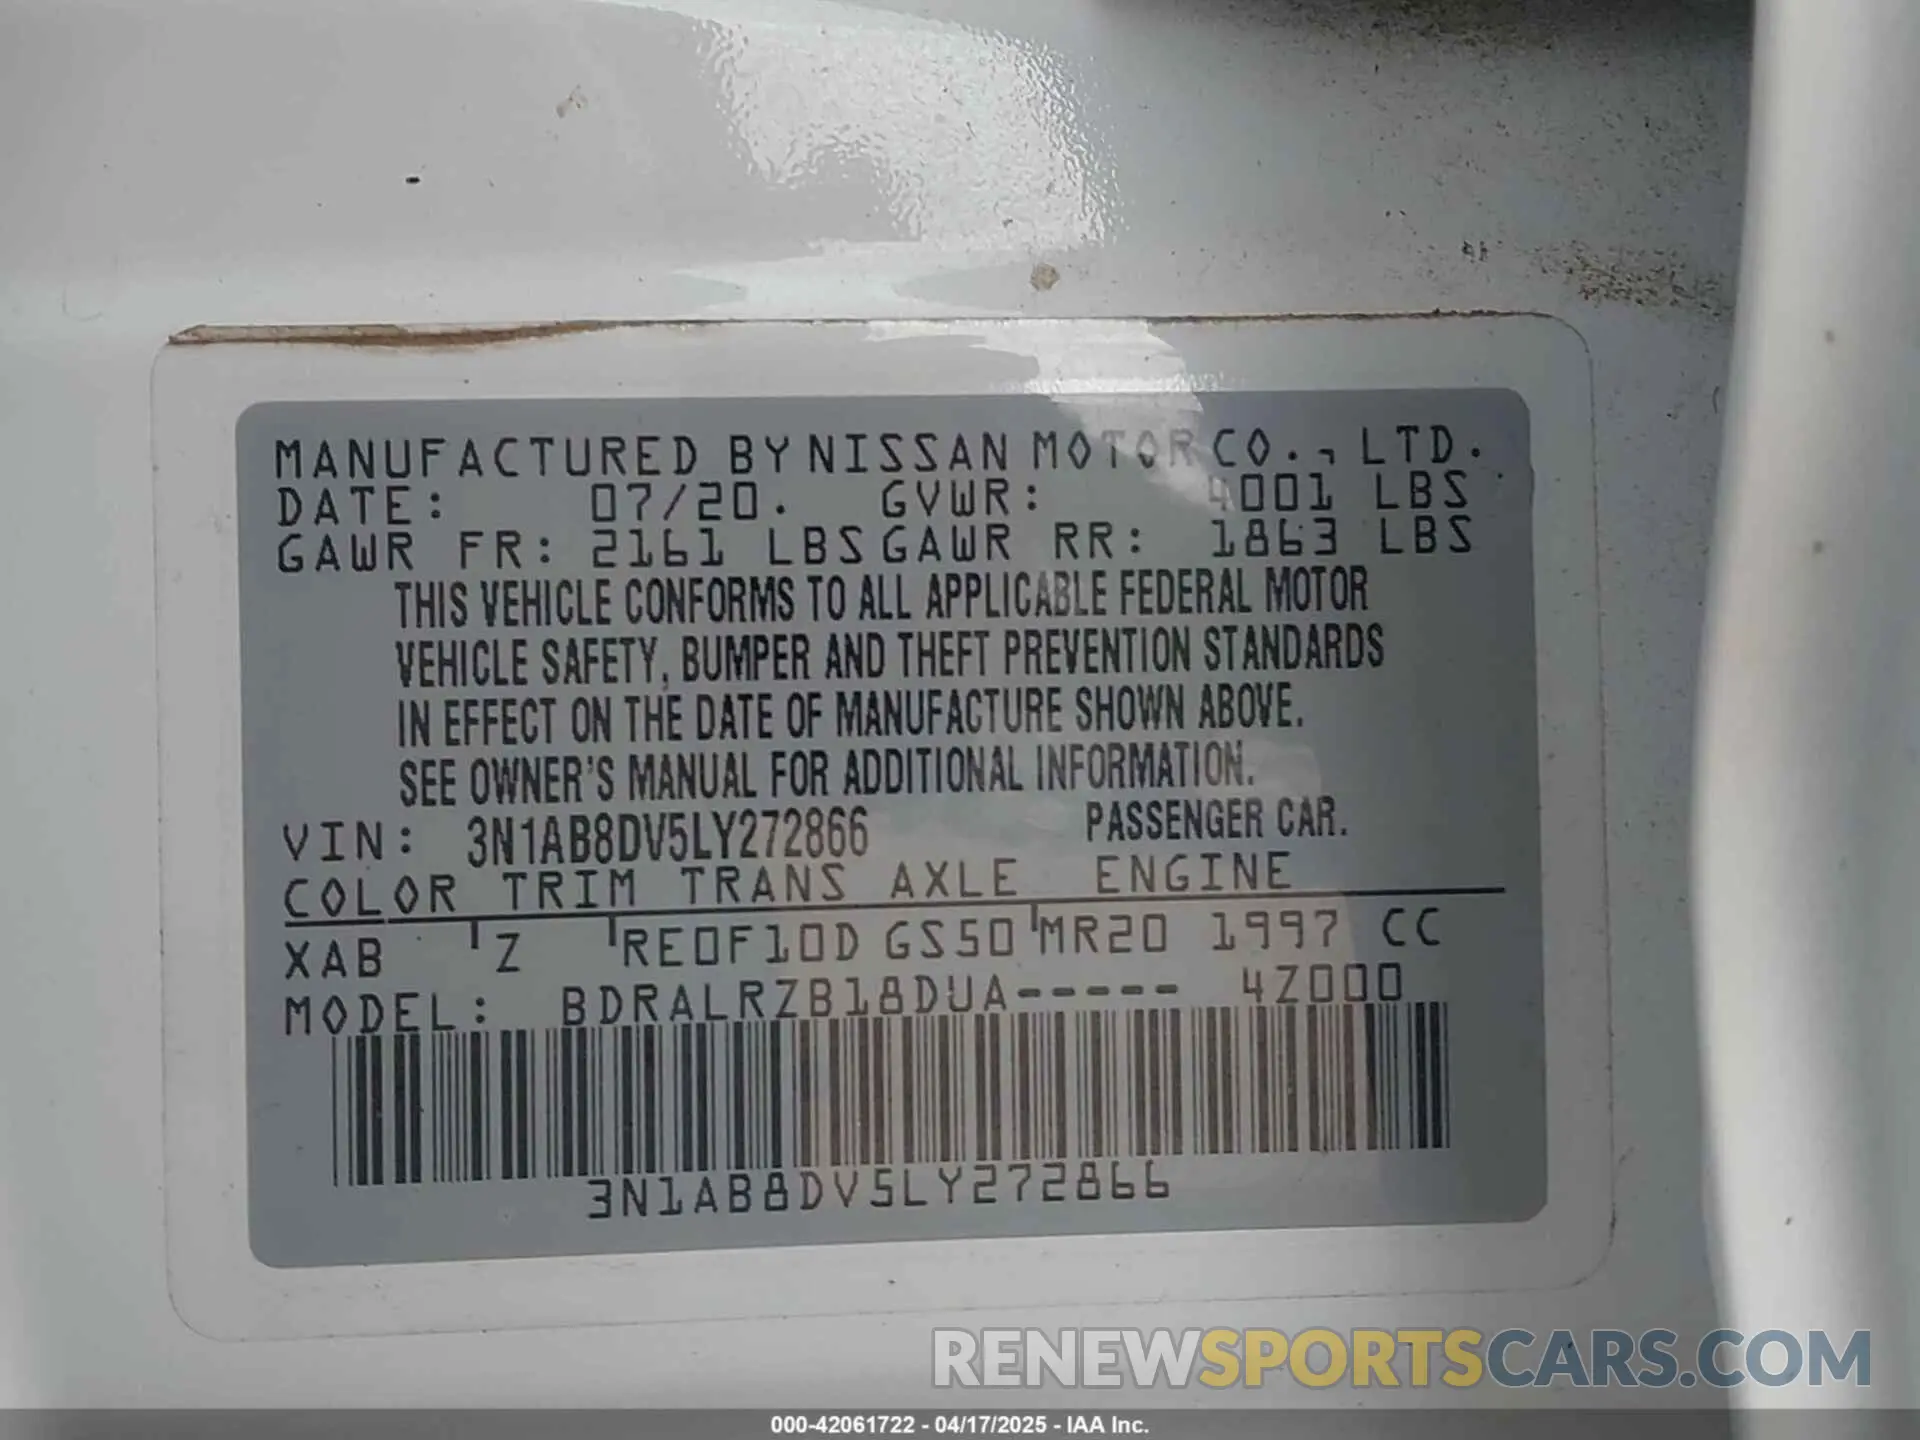 MANUFACTURED BY NISSAN MOTOR CO., LTD.
DATE: 07/20. GVWR: 4001 LBS
GAWR FR: 2161 LBS GAWR RR: 1863 LBS
THIS VEHICLE CONFORMS TO ALL APPLICABLE FEDERAL MOTOR
VEHICLE SAFETY, BUMPER AND THEFT PREVENTION STANDARDS
IN EFFECT ON THE DATE OF MANUFACTURE SHOWN ABOVE.
SEE OWNER'S MANUAL FOR ADDITIONAL INFORMATION.
VIN: 3N1AB8DV5LY272866 PASSENGER CAR.
COLOR TRIM TRANS AXLE ENGINE
XAB Z RE0F10D GS50 MR20 1997 CC
MODEL: BDRALRZB18DUA----- 4Z000
3N1AB8DV5LY272866
RENEWSPORTSCARS.COM
000-42061722 - 04/17/2025 - IAA Inc.